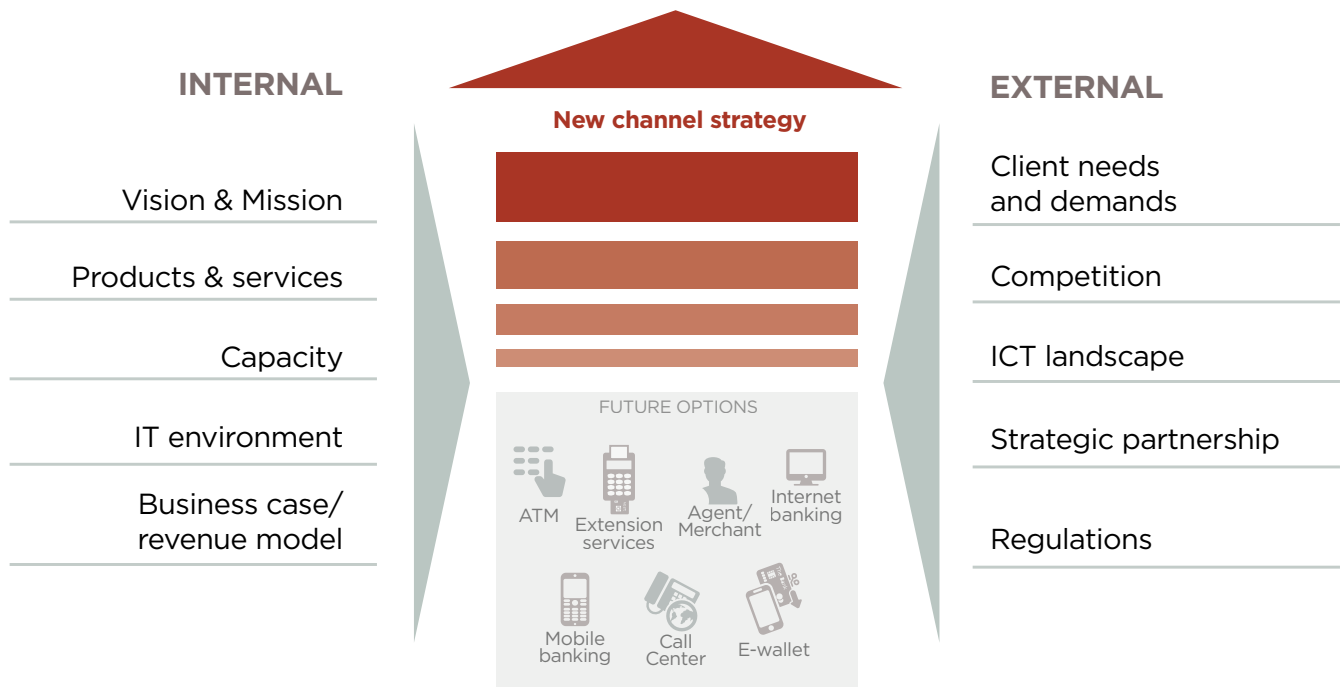 INTERNAL
Vision & Mission
Products & services
Capacity
IT environment
Business case/
revenue model
New channel strategy
FUTURE OPTIONS
ATM
Extension
services
Agent/
Merchant
Internet
banking
Mobile
banking
Call
Center
E-wallet
EXTERNAL
Client needs
and demands
Competition
ICT landscape
Strategic partnership
Regulations